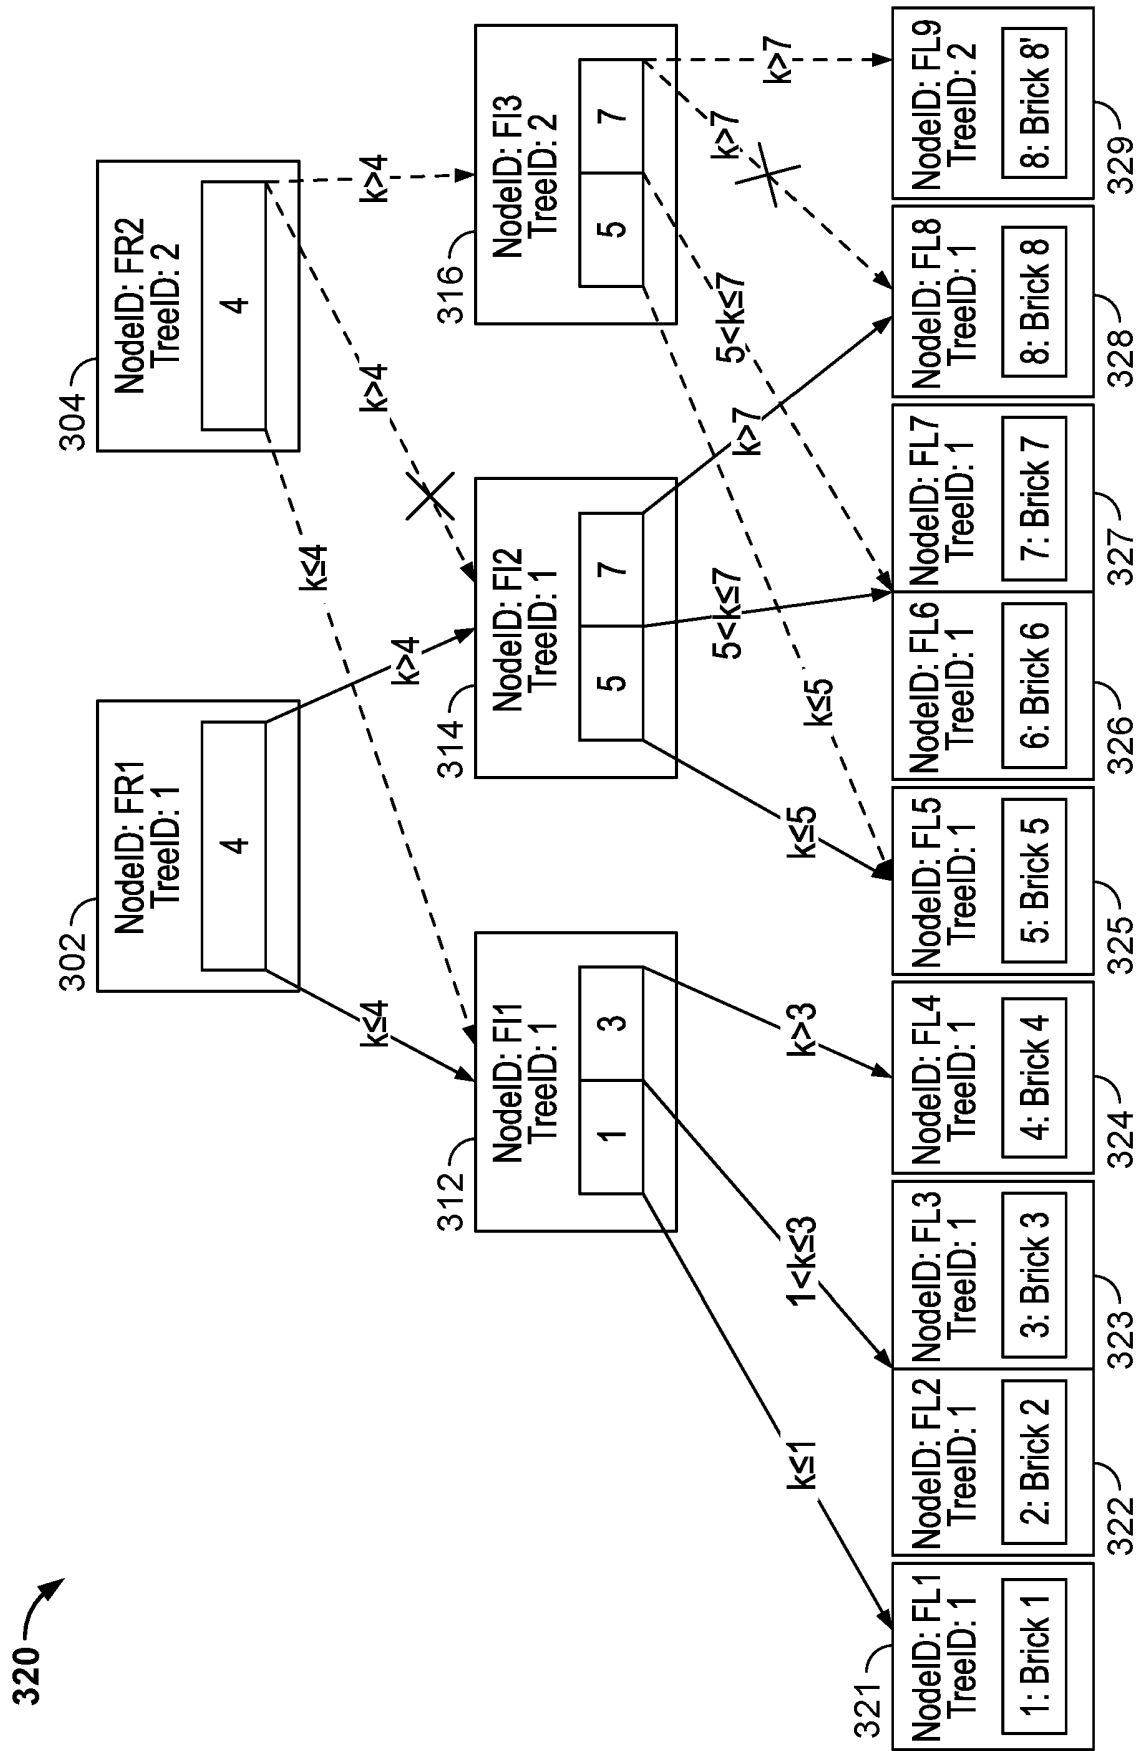 320
302
NodeID: FR1
TreeID: 1
4
304
NodeID: FR2
TreeID: 2
4
k≤4
k>4
k≤4
k>4
k>4
312
NodeID: FI1
TreeID: 1
1
3
314
NodeID: FI2
TreeID: 1
5
7
316
NodeID: FI3
TreeID: 2
5
7
k≤1
1<k≤3
k>3
k≤5
5<k≤7
k>7
k≤5
5<k≤7
k>7
k>7
321
NodeID: FL1
TreeID: 1
1: Brick 1
NodeID: FL2
TreeID: 1
2: Brick 2
322
NodeID: FL3
TreeID: 1
3: Brick 3
323
NodeID: FL4
TreeID: 1
4: Brick 4
324
NodeID: FL5
TreeID: 1
5: Brick 5
325
NodeID: FL6
TreeID: 1
6: Brick 6
326
NodeID: FL7
TreeID: 1
7: Brick 7
327
NodeID: FL8
TreeID: 1
8: Brick 8
328
NodeID: FL9
TreeID: 2
8: Brick 8'
329